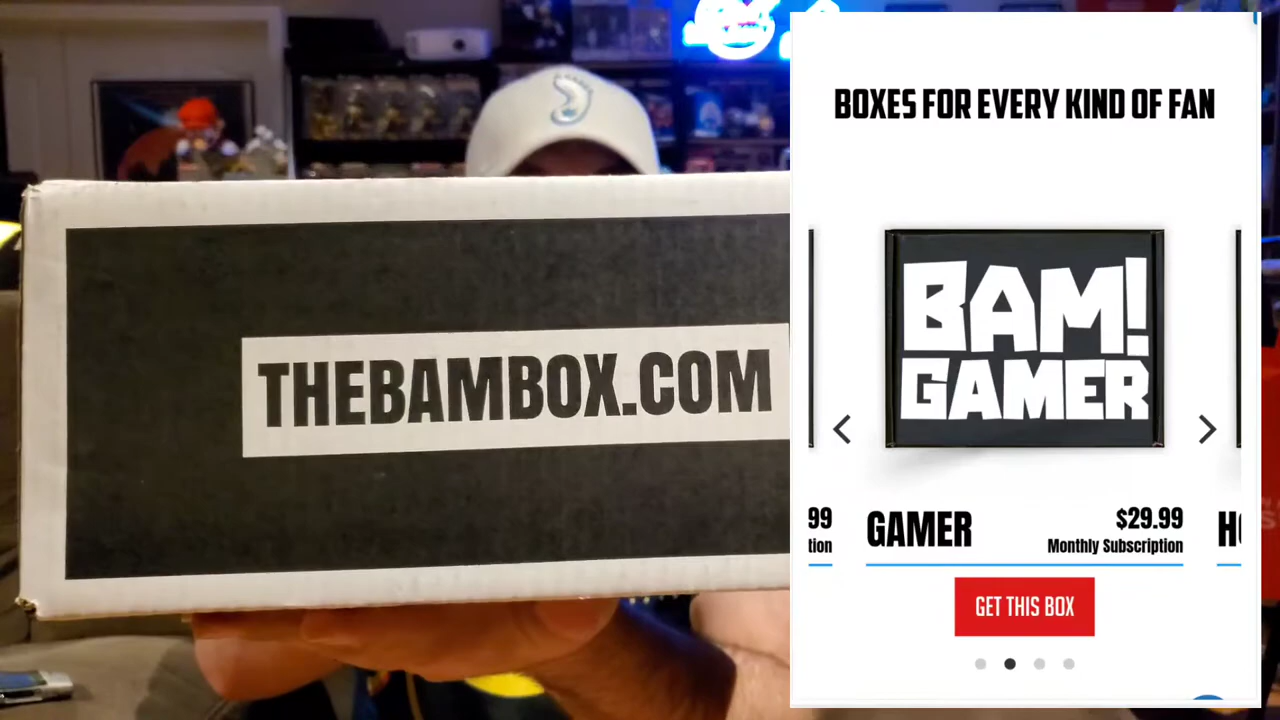 THEBAMBOX.COM
BOXES FOR EVERY KIND OF FAN
BAM!
GAMER
99
tion
GAMER
$29.99
Monthly Subscription
H
GET THIS BOX